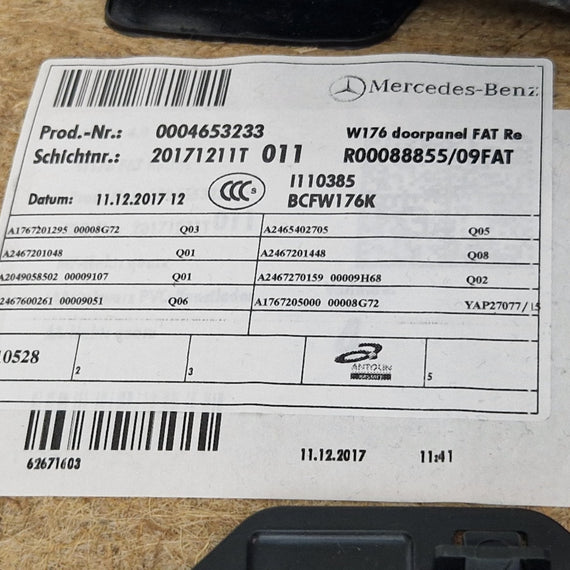 Mercedes-Benz
Prod.-Nr.: 0004653233 W176 doorpanel FAT Re
Schichtnr.: 20171211T 011 R00088855/09FAT
Datum: 11.12.2017 12 CCC S I110385
BCFW176K
A1767201295 00008G72 Q03 A2465402705 Q05
A2467201048 Q01 A2467201448 Q08
A2049058502 00009107 Q01 A2467270159 00009H68 Q02
2467600261 00009051 Q06 A1767205000 00008G72 YAP27077/15
10528 2 3 ANTOLIN 5
62671603 11.12.2017 11:41